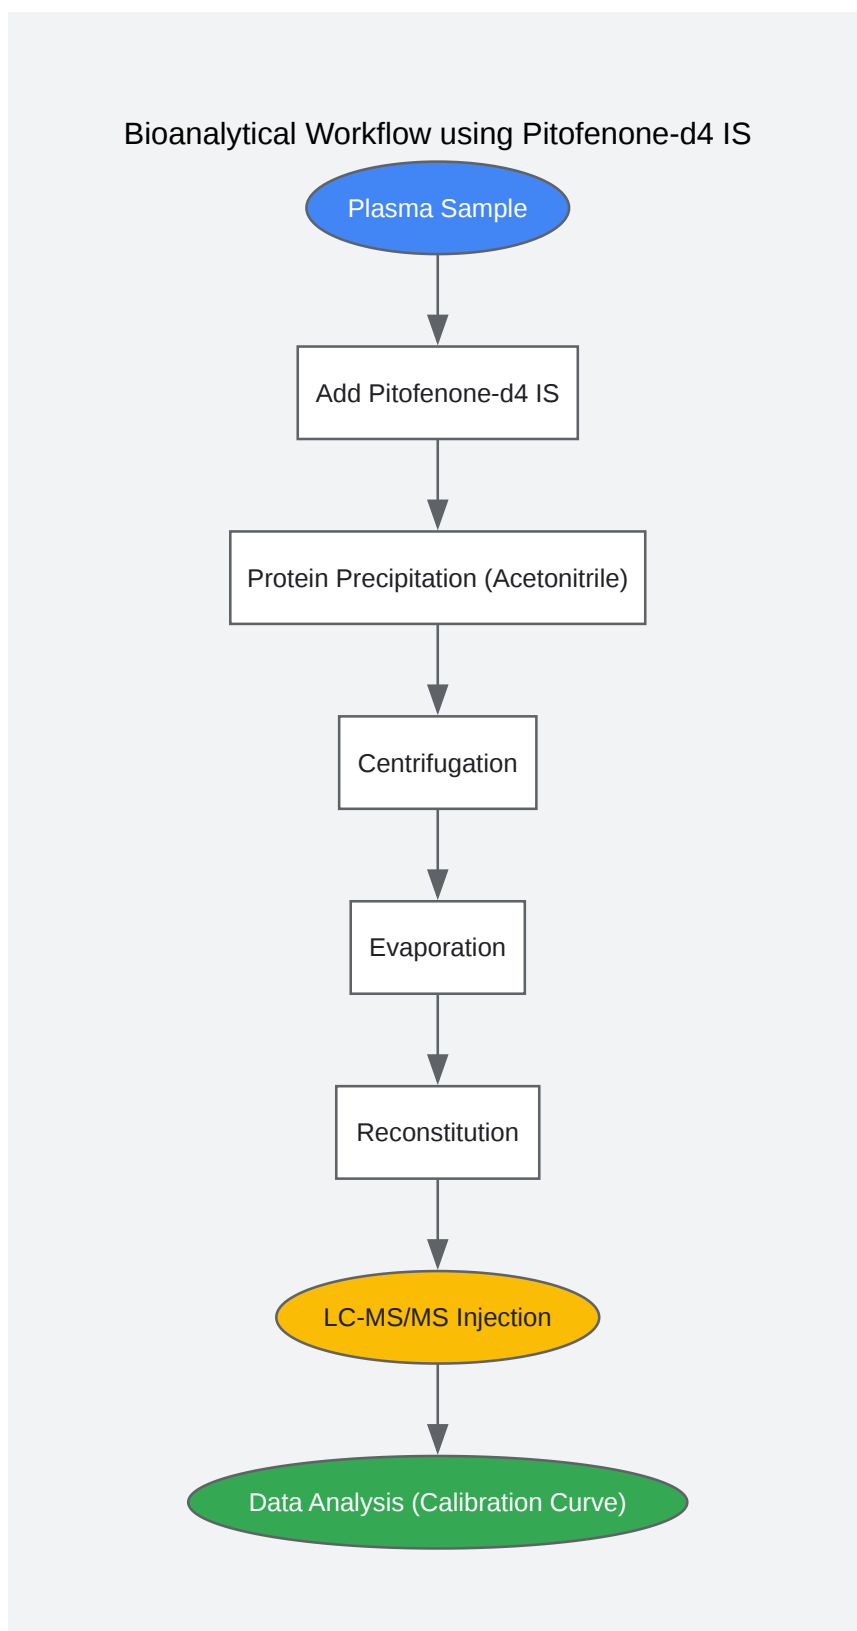 Bioanalytical Workflow using Pitofenone-d4 IS
Plasma Sample
Add Pitofenone-d4 IS
Protein Precipitation (Acetonitrile)
Centrifugation
Evaporation
Reconstitution
LC-MS/MS Injection
Data Analysis (Calibration Curve)